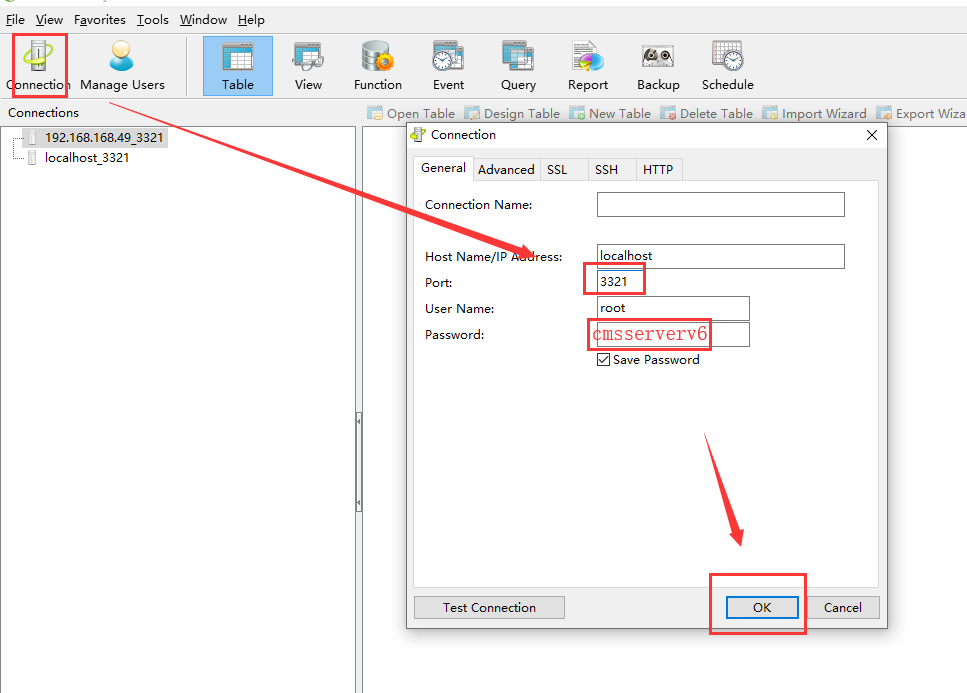 File View Favorites Tools Window Help
Connection Manage Users Table View Function Event Query Report Backup Schedule
Connections
Open Table Design Table New Table Delete Table Import Wizard Export Wiza
192.168.168.49_3321
localhost_3321
Connection
General Advanced SSL SSH HTTP
Connection Name:
Host Name/IP Address: localhost
Port: 3321
User Name: root
Password: cmsserverv6
Save Password
Test Connection OK Cancel